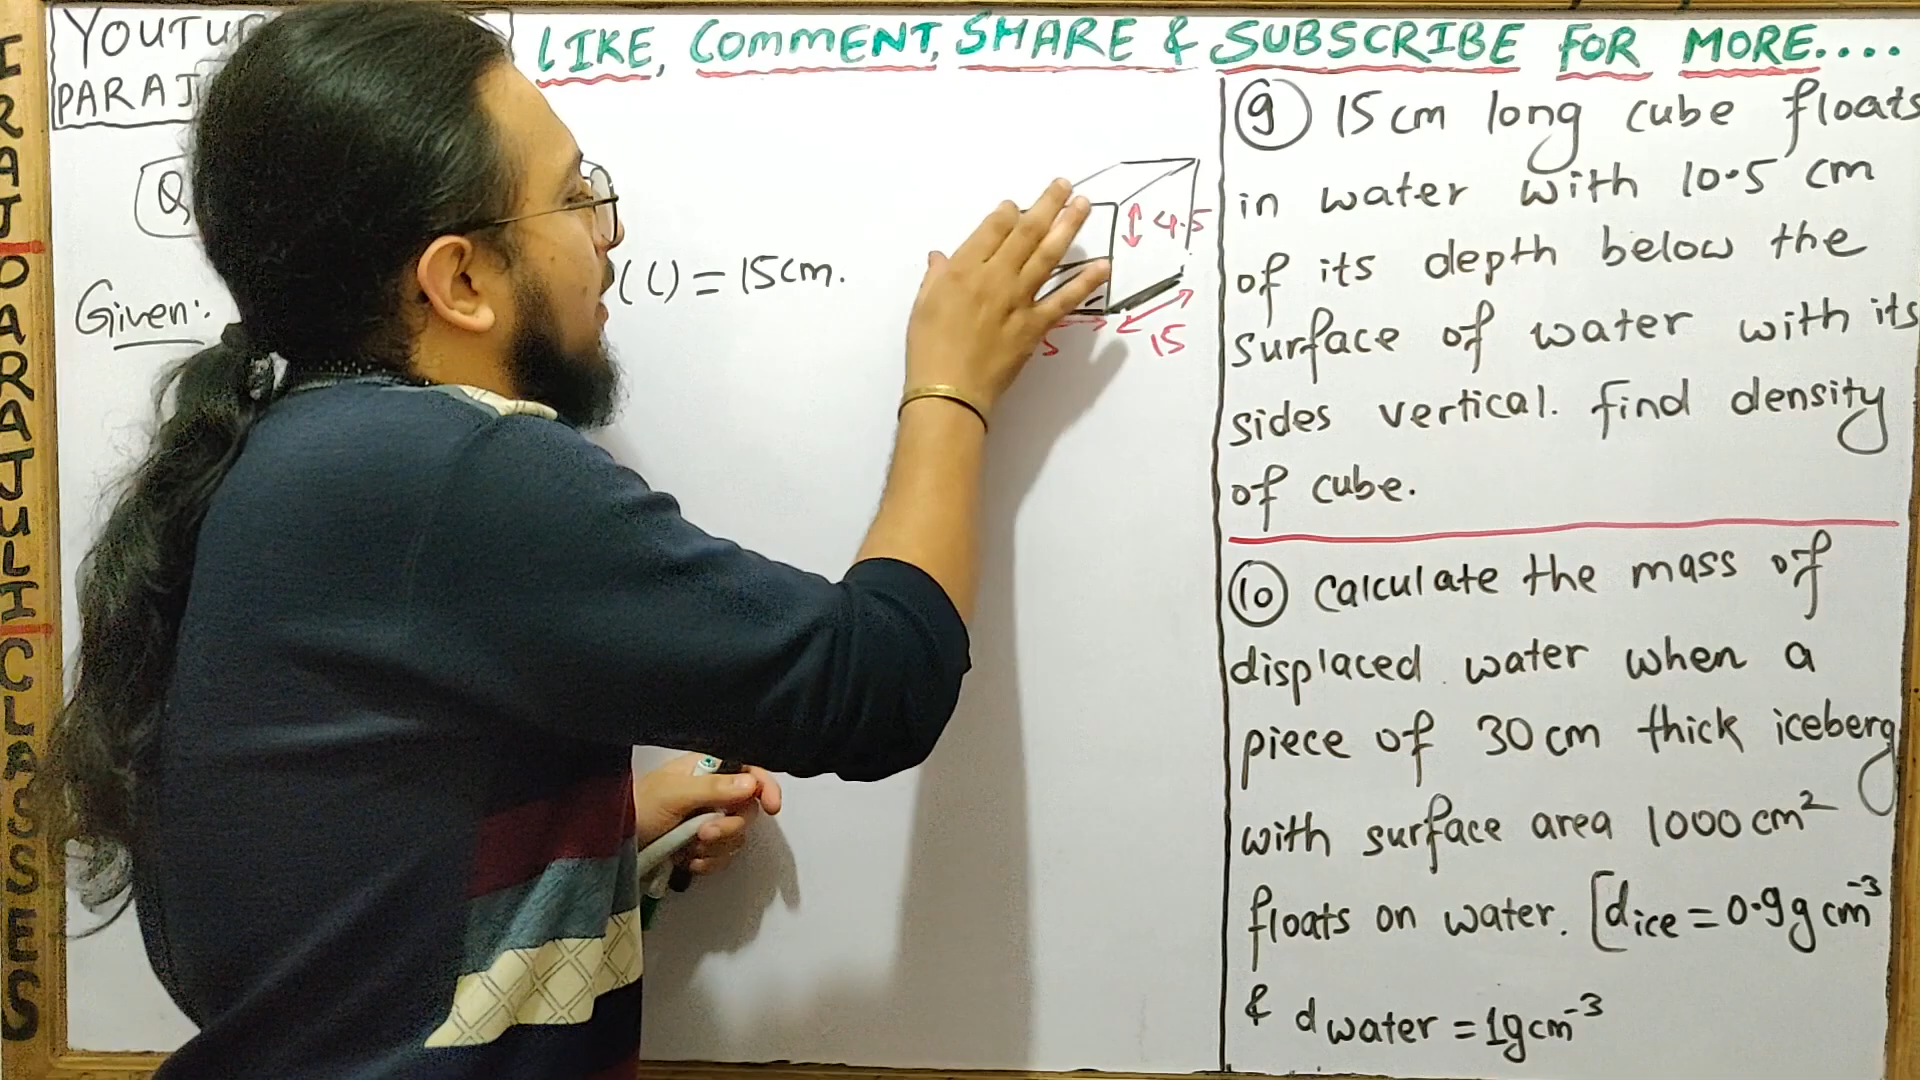 LIKE, COMMENT, SHARE & SUBSCRIBE FOR MORE....
Given:
(l) = 15cm.
4.5
15
9 15 cm long cube floats
in water with 10.5 cm
of its depth below the
surface of water with its
sides vertical. find density
of cube.
10 calculate the mass of
displaced water when a
piece of 30 cm thick iceberg
with surface area 1000 cm²
floats on water. [dice = 0.9 g cm⁻³
& dwater = 1g cm⁻³
PARAJULI CLASSES